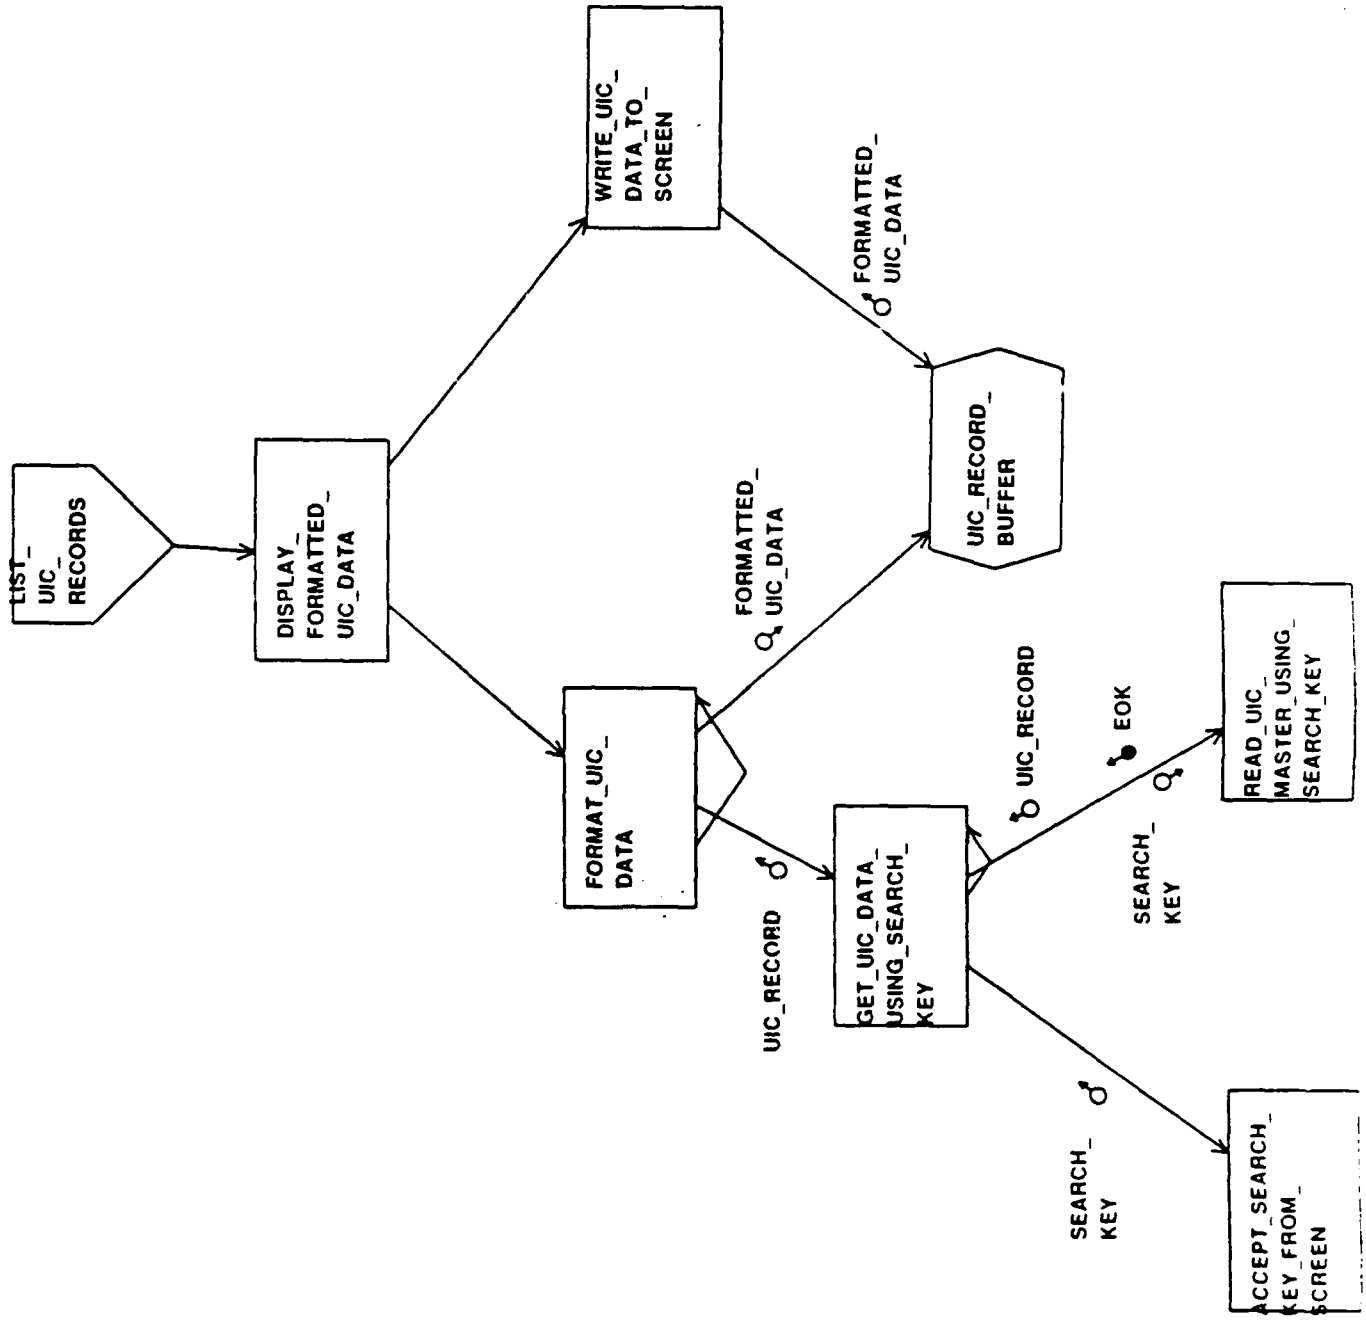 LIST_
UIC_
RECORDS
DISPLAY_
FORMATTED_
UIC_DATA
FORMAT_UIC_
DATA
WRITE_UIC_
DATA_TO_
SCREEN
UIC_RECORD
FORMATTED_
UIC_DATA
FORMATTED_
UIC_DATA
GET_UIC_DATA_
USING_SEARCH_
KEY
UIC_RECORD_
BUFFER
SEARCH_
KEY
SEARCH_
KEY
UIC_RECORD
EOK
ACCEPT_SEARCH_
KEY_FROM_
SCREEN
READ_UIC_
MASTER_USING_
SEARCH_KEY